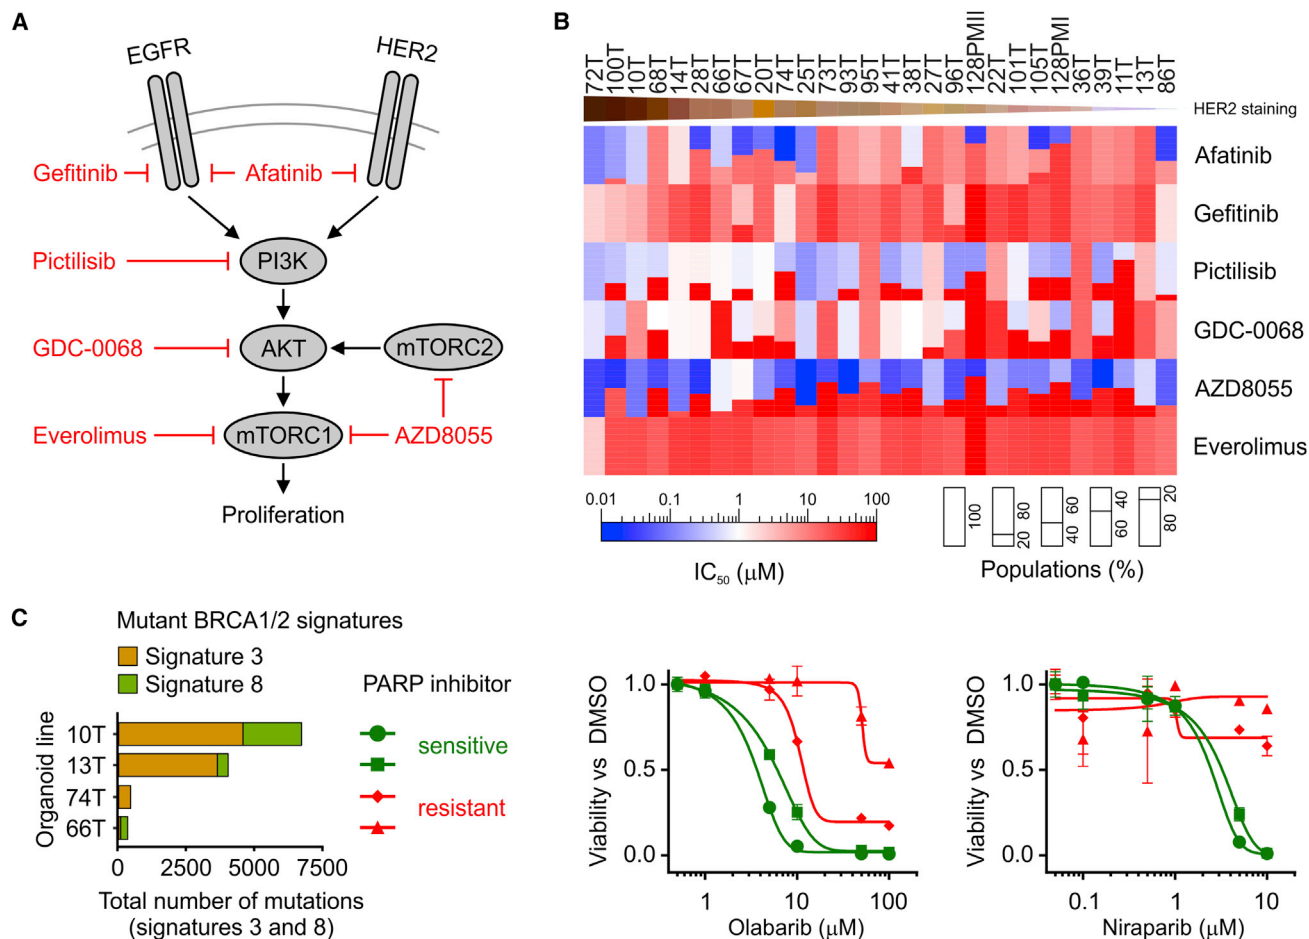 A
EGFR
HER2
Gefitinib
Afatinib
Pictilisib
PI3K
GDC-0068
AKT
mTORC2
Everolimus
mTORC1
AZD8055
Proliferation
B
72T
100T
10T
68T
14T
28T
66T
67T
20T
74T
25T
73T
93T
95T
41T
38T
27T
96T
128PMII
22T
101T
105T
128PMI
36T
39T
11T
13T
86T
HER2 staining
Afatinib
Gefitinib
Pictilisib
GDC-0068
AZD8055
Everolimus
0.01 0.1 1 10 100
IC50 (μM)
100
20 80
40 60
60 40
80 20
Populations (%)
C
Mutant BRCA1/2 signatures
Signature 3
Signature 8
Organoid line
10T
13T
74T
66T
0 2500 5000 7500
Total number of mutations
(signatures 3 and 8)
PARP inhibitor
sensitive
resistant
Viability vs DMSO
1.0
0.5
0.0
1 10 100
Olabarib (μM)
Viability vs DMSO
1.0
0.5
0.0
0.1 1 10
Niraparib (μM)